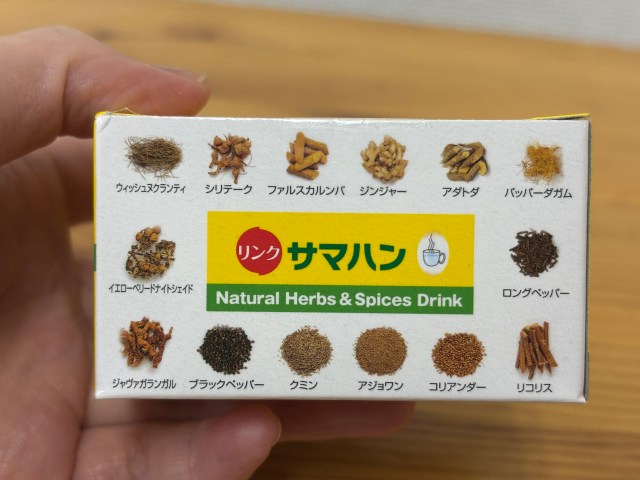 ウィッシュヌクランティ
シリテーク
ファルスカルンバ
ジンジャー
アダトダ
パッパーダガム
リンク サマハン
Natural Herbs & Spices Drink
イエローベリードナイトシェイド
ロングペッパー
ジャヴァガランガル
ブラックペッパー
クミン
アジョワン
コリアンダー
リコリス